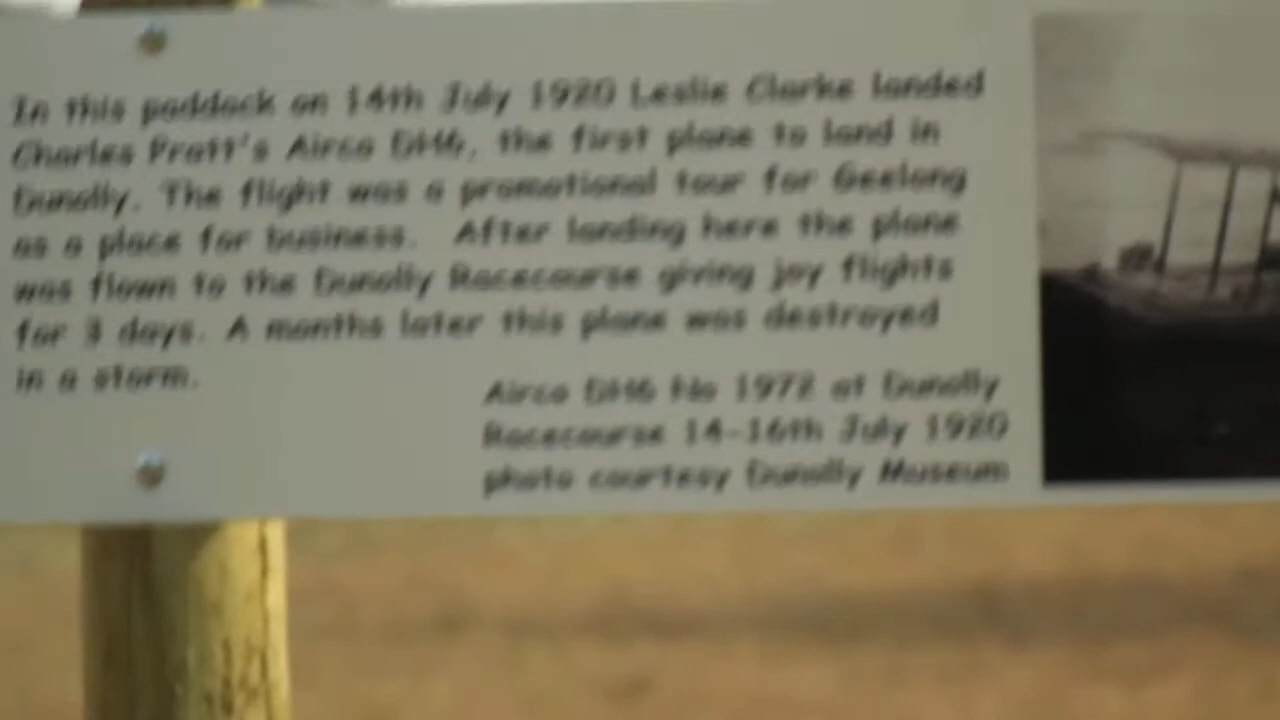 In this paddock on 14th July 1920 Leslie Clarke landed
Charles Pratt's Airco DH6, the first plane to land in
Dunolly. The flight was a promotional tour for Geelong
as a place for business. After landing here the plane
was flown to the Dunolly Racecourse giving joy flights
for 3 days. A months later this plane was destroyed
in a storm.
Airco DH6 No 1972 at Dunolly
Racecourse 14-16th July 1920
photo courtesy Dunolly Museum